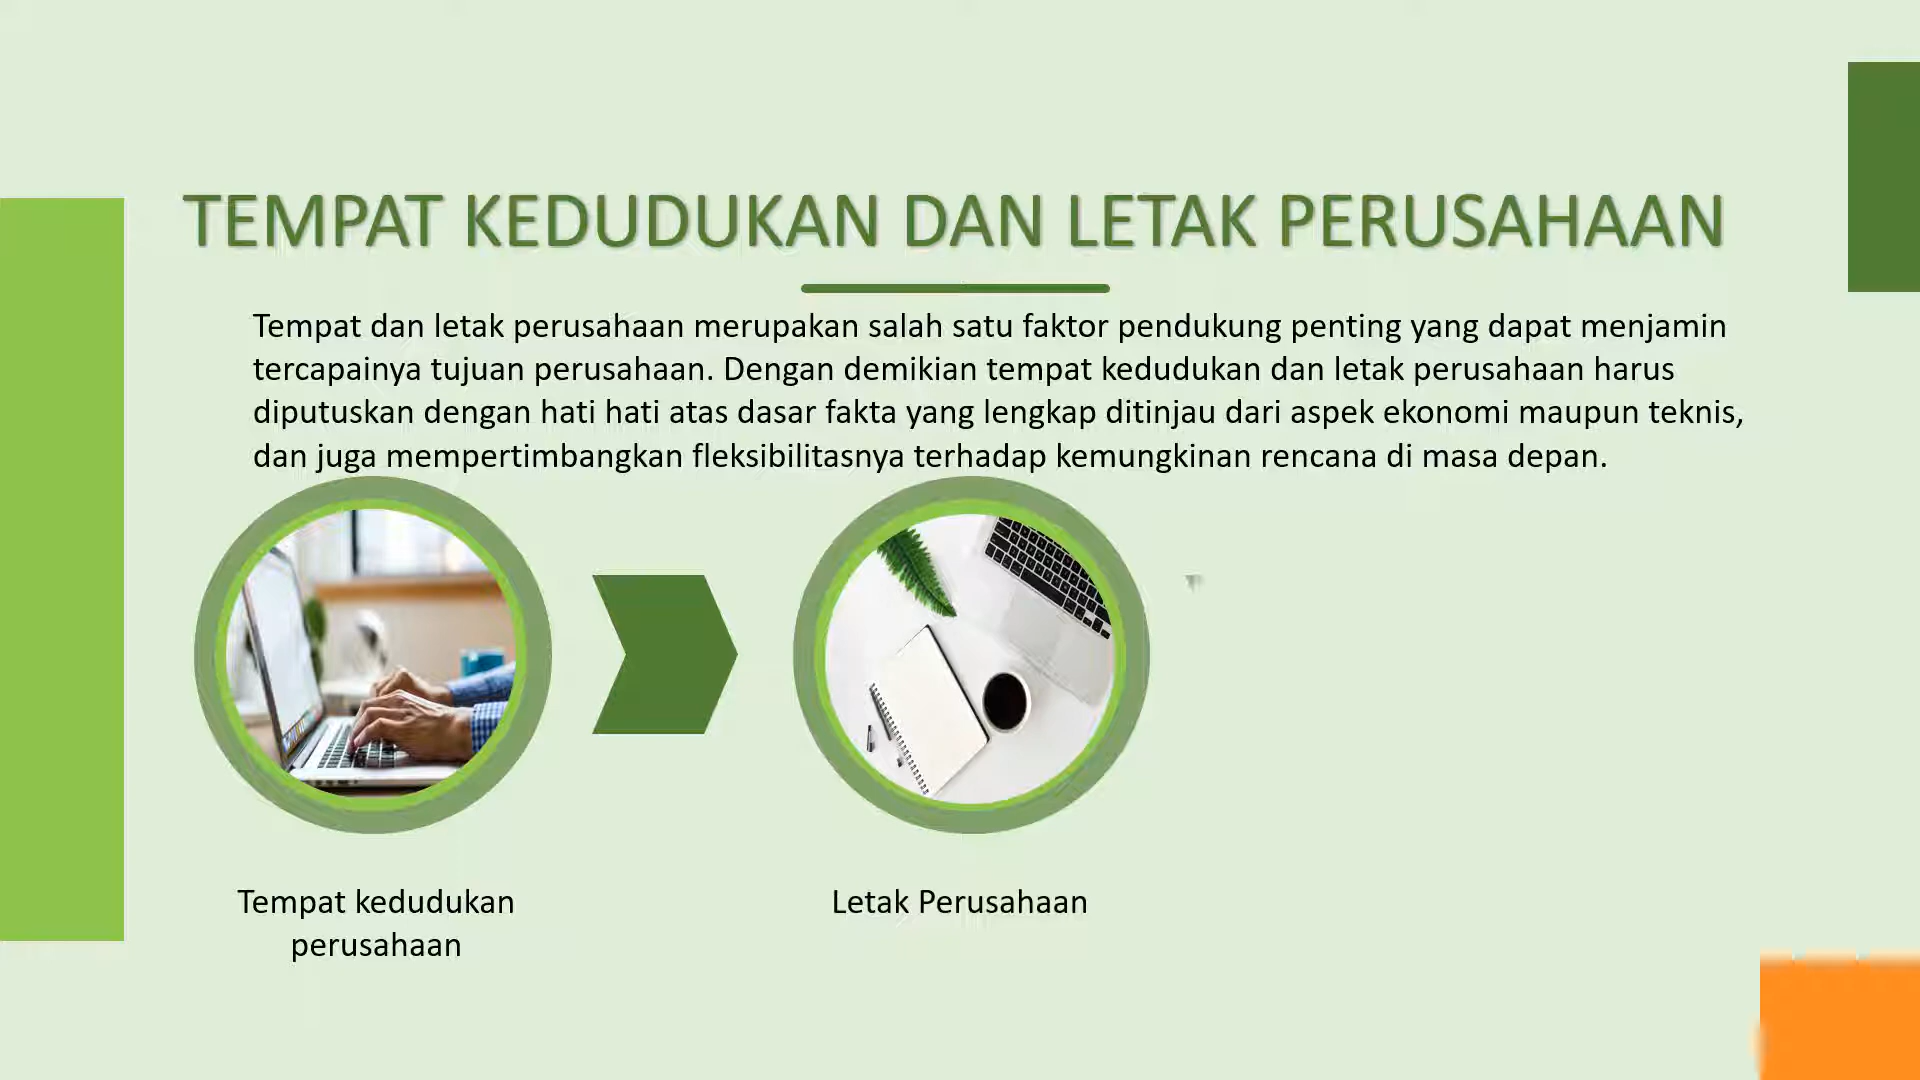 TEMPAT KEDUDUKAN DAN LETAK PERUSAHAAN
Tempat dan letak perusahaan merupakan salah satu faktor pendukung penting yang dapat menjamin
tercapainya tujuan perusahaan. Dengan demikian tempat kedudukan dan letak perusahaan harus
diputuskan dengan hati hati atas dasar fakta yang lengkap ditinjau dari aspek ekonomi maupun teknis,
dan juga mempertimbangkan fleksibilitasnya terhadap kemungkinan rencana di masa depan.
Tempat kedudukan
perusahaan
Letak Perusahaan